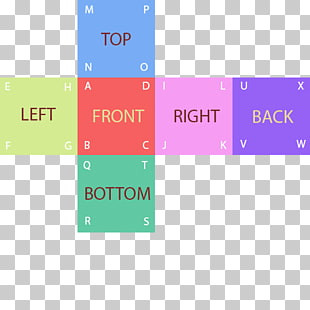 M P
TOP
N O
E H A D I L U X
LEFT FRONT RIGHT BACK
F G B C J K V W
Q T
BOTTOM
R S